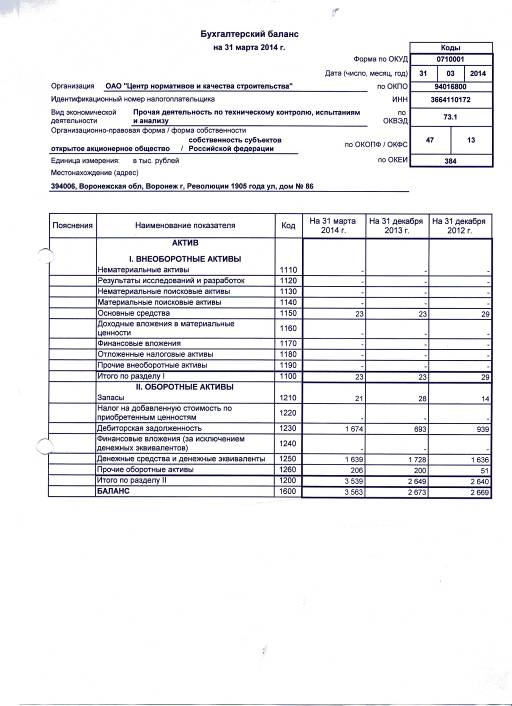 Бухгалтерский баланс
на 31 марта 2014 г.
Коды
Форма по ОКУД 0710001
Дата (число, месяц, год) 31 03 2014
Организация ОАО "Центр нормативов и качества строительства" по ОКПО 94016800
Идентификационный номер налогоплательщика ИНН 3664110172
Вид экономической деятельности Прочая деятельность по техническому контролю, испытаниям и анализу по ОКВЭД 73.1
Организационно-правовая форма / форма собственности
открытое акционерное общество / собственность субъектов Российской федерации по ОКОПФ / ОКФС 47 13
Единица измерения: в тыс. рублей по ОКЕИ 384
Местонахождение (адрес)
394006, Воронежская обл, Воронеж г, Революции 1905 года ул, дом № 86
Пояснения Наименование показателя Код На 31 марта 2014 г. На 31 декабря 2013 г. На 31 декабря 2012 г.
АКТИВ
I. ВНЕОБОРОТНЫЕ АКТИВЫ
Нематериальные активы 1110 - - -
Результаты исследований и разработок 1120 - - -
Нематериальные поисковые активы 1130 - - -
Материальные поисковые активы 1140 - - -
Основные средства 1150 23 23 29
Доходные вложения в материальные ценности 1160 - - -
Финансовые вложения 1170 - - -
Отложенные налоговые активы 1180 - - -
Прочие внеоборотные активы 1190 - - -
Итого по разделу I 1100 23 23 29
II. ОБОРОТНЫЕ АКТИВЫ
Запасы 1210 21 28 14
Налог на добавленную стоимость по приобретенным ценностям 1220 - - -
Дебиторская задолженность 1230 1 674 693 939
Финансовые вложения (за исключением денежных эквивалентов) 1240 - - -
Денежные средства и денежные эквиваленты 1250 1 639 1 728 1 636
Прочие оборотные активы 1260 206 200 51
Итого по разделу II 1200 3 539 2 649 2 640
БАЛАНС 1600 3 563 2 673 2 669